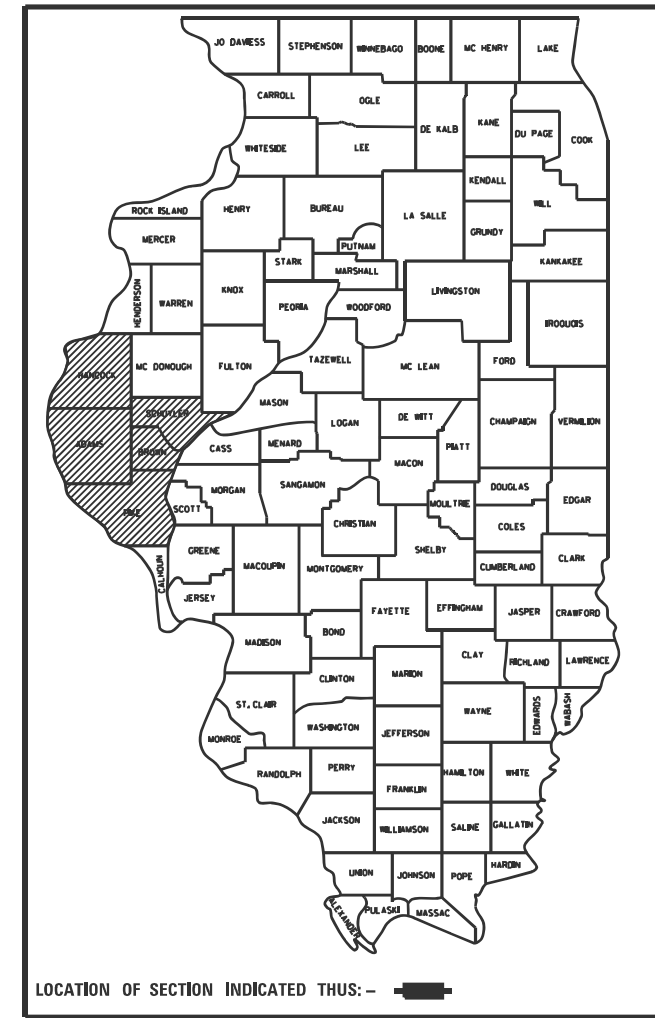 JO DAVIESS STEPHENSON WINNEBAGO BOONE MC HENRY LAKE
CARROLL OGLE DE KALB KANE DU PAGE COOK
WHITESIDE LEE KENDALL WILL
ROCK ISLAND HENRY BUREAU LA SALLE GRUNDY
MERCER PUTNAM KANKAKEE
STARK MARSHALL
HENDERSON WARREN KNOX PEORIA WOODFORD LIVINGSTON IROQUOIS
HANCOCK MC DONOUGH FULTON TAZEWELL MC LEAN FORD
SCHUYLER MASON LOGAN DE WITT CHAMPAIGN VERMILION
ADAMS BROWN CASS MENARD MACON PIATT
PIKE SCOTT MORGAN SANGAMON CHRISTIAN MOULTRIE DOUGLAS EDGAR
COLES
CALHOUN GREENE MACOUPIN MONTGOMERY SHELBY CUMBERLAND CLARK
JERSEY FAYETTE EFFINGHAM JASPER CRAWFORD
MADISON BOND
CLINTON MARION CLAY RICHLAND LAWRENCE
ST. CLAIR WASHINGTON JEFFERSON WAYNE EDWARDS WABASH
MONROE
RANDOLPH PERRY FRANKLIN HAMILTON WHITE
JACKSON WILLIAMSON SALINE GALLATIN
UNION JOHNSON POPE HARDIN
ALEXANDER PULASKI MASSAC
LOCATION OF SECTION INDICATED THUS: –